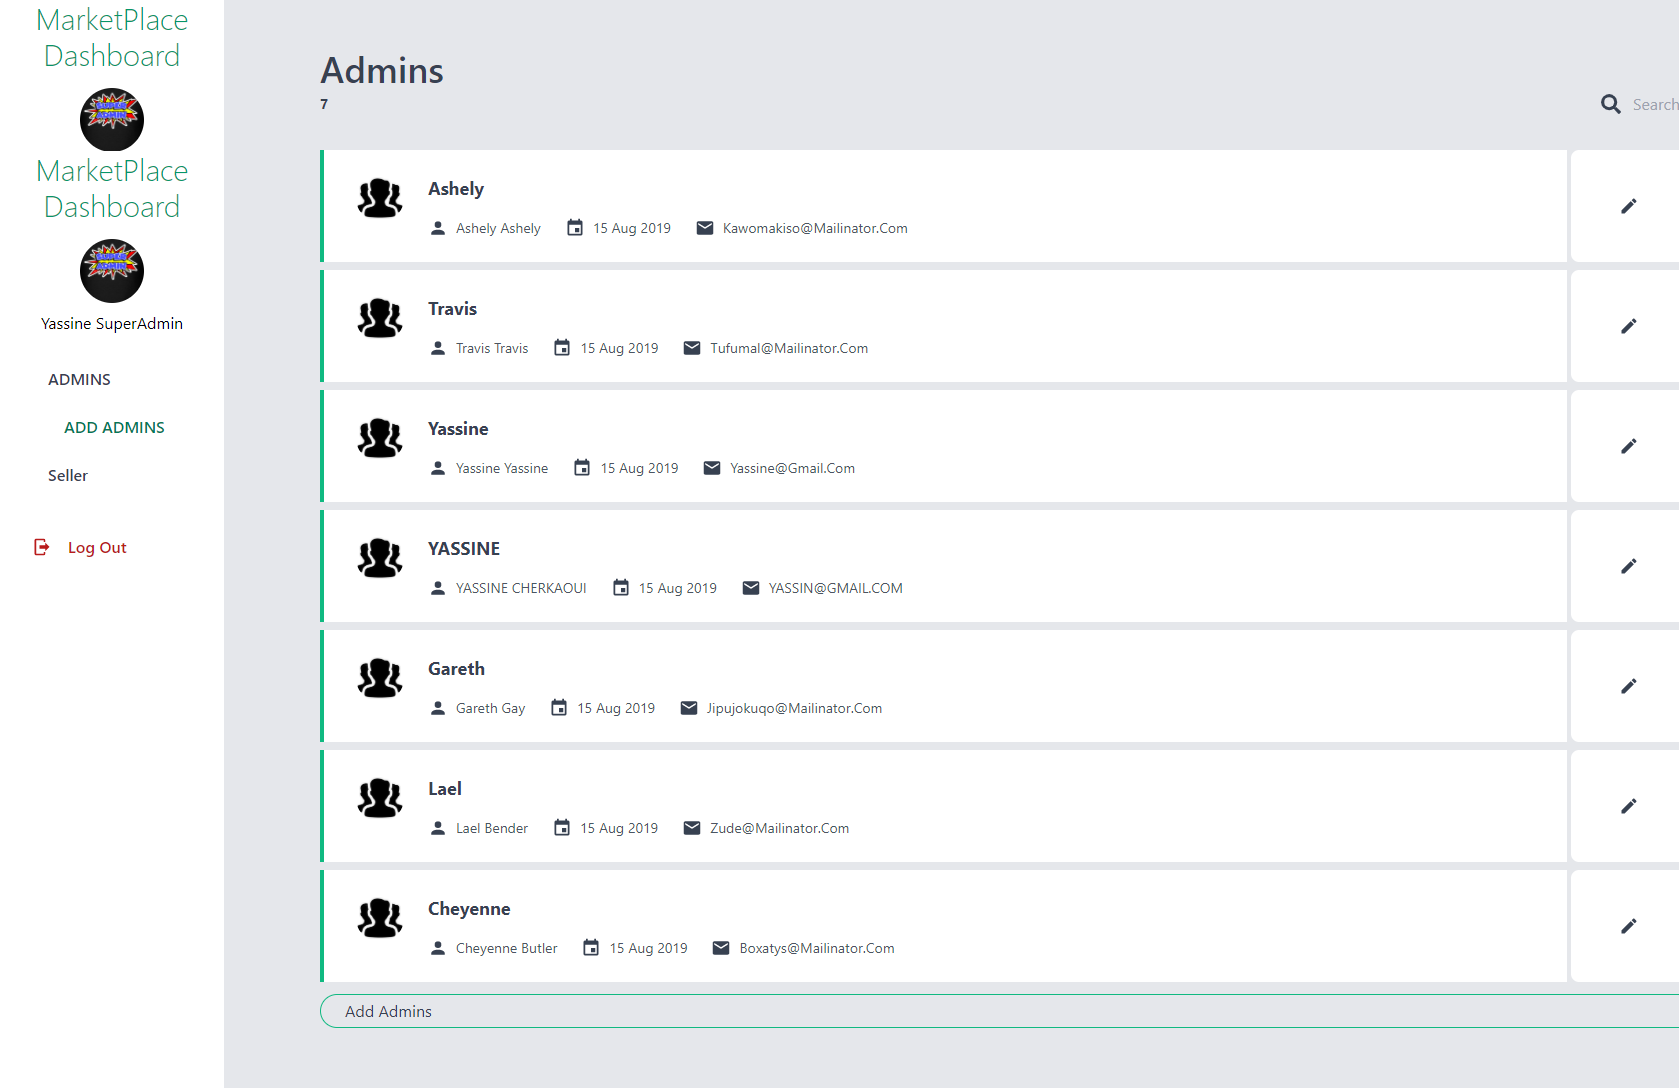 MarketPlace
Dashboard
SUPER
ADMIN
MarketPlace
Dashboard
SUPER
ADMIN
Yassine SuperAdmin
ADMINS
ADD ADMINS
Seller
Log Out
Admins
7
Search
Ashely
Ashely Ashely 15 Aug 2019 Kawomakiso@Mailinator.Com
Travis
Travis Travis 15 Aug 2019 Tufumal@Mailinator.Com
Yassine
Yassine Yassine 15 Aug 2019 Yassine@Gmail.Com
YASSINE
YASSINE CHERKAOUI 15 Aug 2019 YASSIN@GMAIL.COM
Gareth
Gareth Gay 15 Aug 2019 Jipujokuqo@Mailinator.Com
Lael
Lael Bender 15 Aug 2019 Zude@Mailinator.Com
Cheyenne
Cheyenne Butler 15 Aug 2019 Boxatys@Mailinator.Com
Add Admins